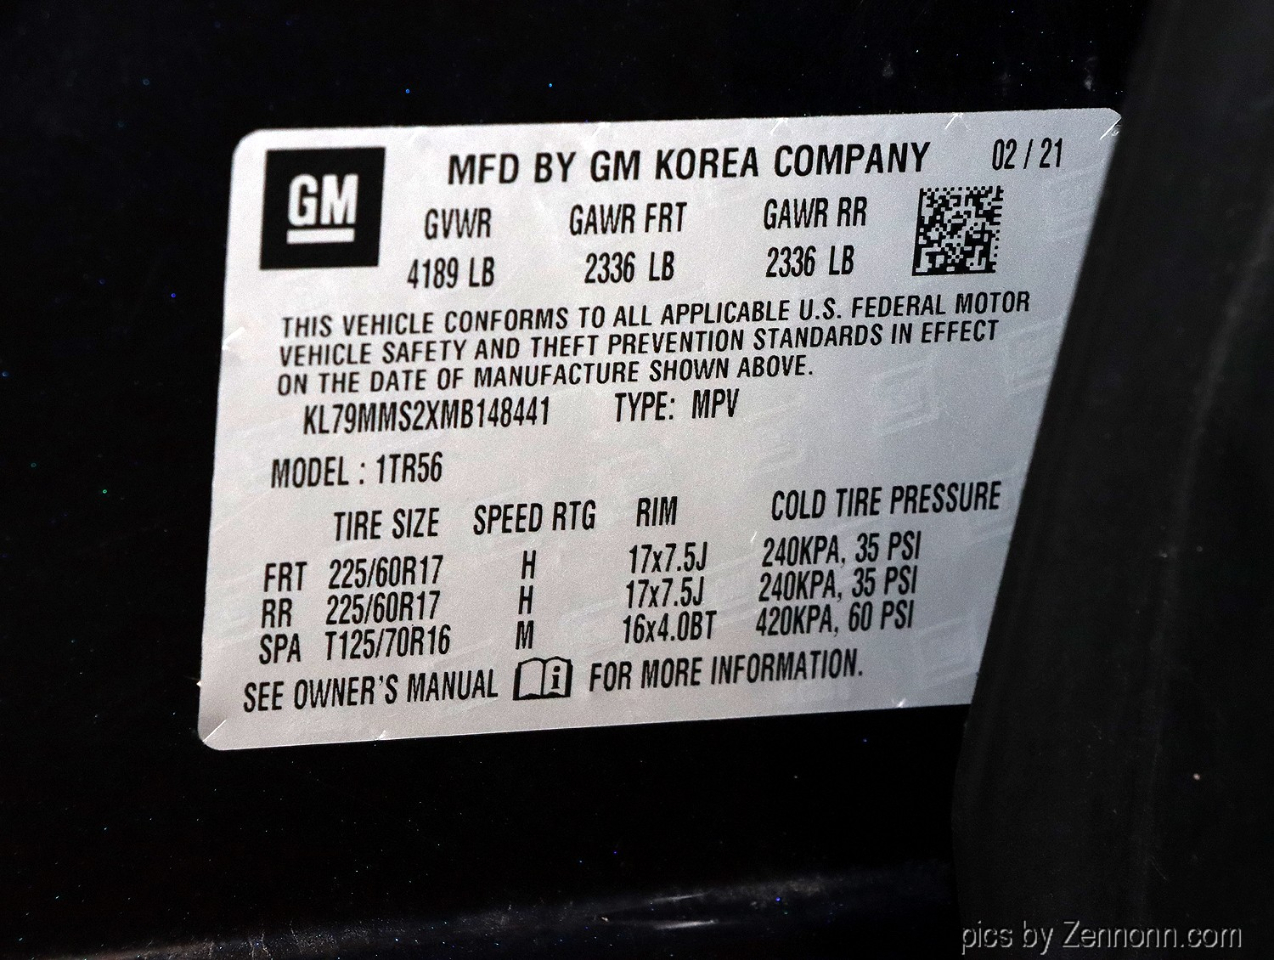 GM
MFD BY GM KOREA COMPANY 02 / 21
GVWR GAWR FRT GAWR RR
4189 LB 2336 LB 2336 LB
THIS VEHICLE CONFORMS TO ALL APPLICABLE U.S. FEDERAL MOTOR
VEHICLE SAFETY AND THEFT PREVENTION STANDARDS IN EFFECT
ON THE DATE OF MANUFACTURE SHOWN ABOVE.
KL79MMS2XMB148441 TYPE: MPV
MODEL : 1TR56
TIRE SIZE SPEED RTG RIM COLD TIRE PRESSURE
FRT 225/60R17 H 17x7.5J 240KPA, 35 PSI
RR 225/60R17 H 17x7.5J 240KPA, 35 PSI
SPA T125/70R16 M 16x4.0BT 420KPA, 60 PSI
SEE OWNER'S MANUAL i FOR MORE INFORMATION.
pics by Zennonn.com